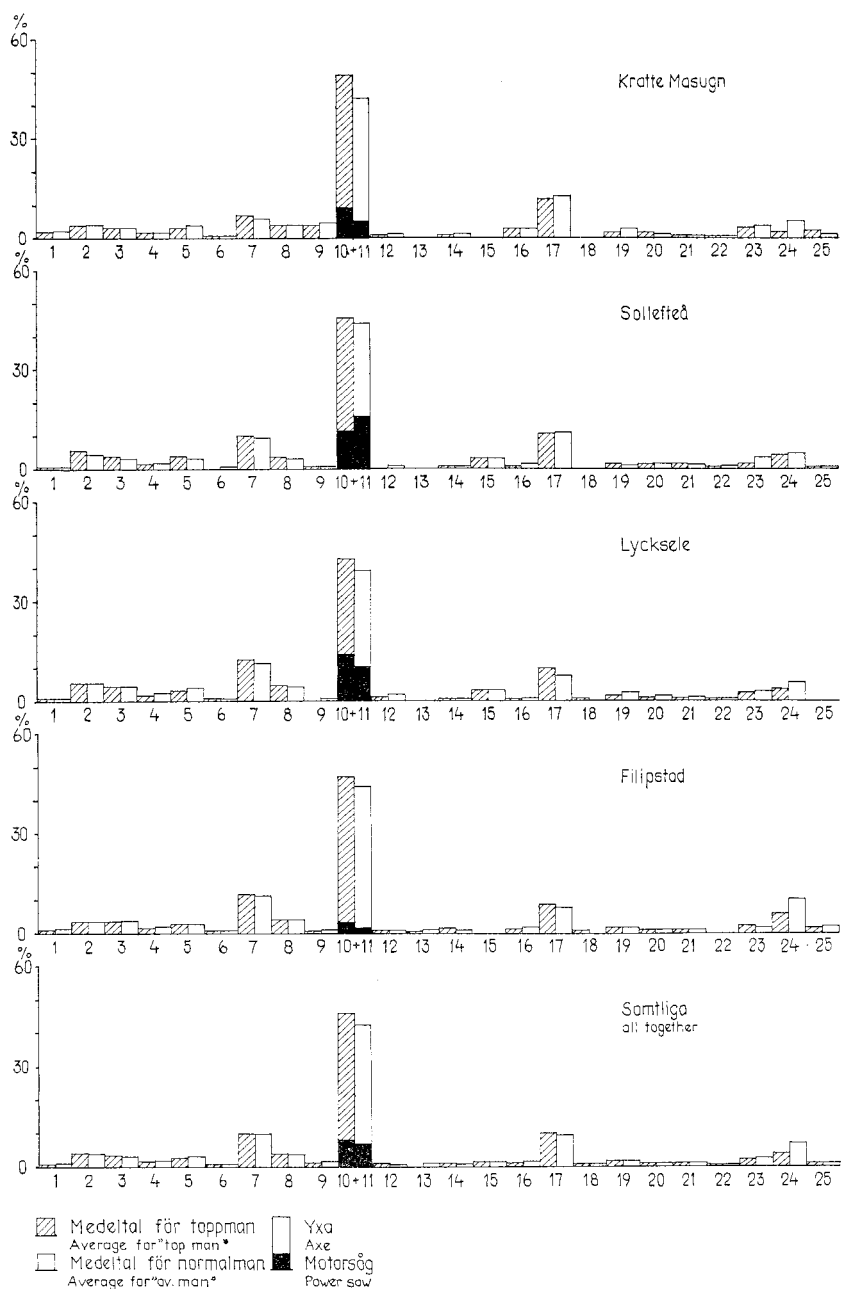 %
60
Kratte Masugn
30
0
1 2 3 4 5 6 7 8 9 10+11 12 13 14 15 16 17 18 19 20 21 22 23 24 25
%
60
Sollefteå
30
0
1 2 3 4 5 6 7 8 9 10+11 12 13 14 15 16 17 18 19 20 21 22 23 24 25
%
60
Lycksele
30
0
1 2 3 4 5 6 7 8 9 10+11 12 13 14 15 16 17 18 19 20 21 22 23 24 25
%
60
Filipstad
30
0
1 2 3 4 5 6 7 8 9 10+11 12 13 14 15 16 17 18 19 20 21 22 23 24 25
%
60
Samtliga
all together
30
0
1 2 3 4 5 6 7 8 9 10+11 12 13 14 15 16 17 18 19 20 21 22 23 24 25
Medeltal för toppman
Average for "top man"
Medeltal för normalman
Average for "av. man"
Yxa
Axe
Motorsåg
Power saw